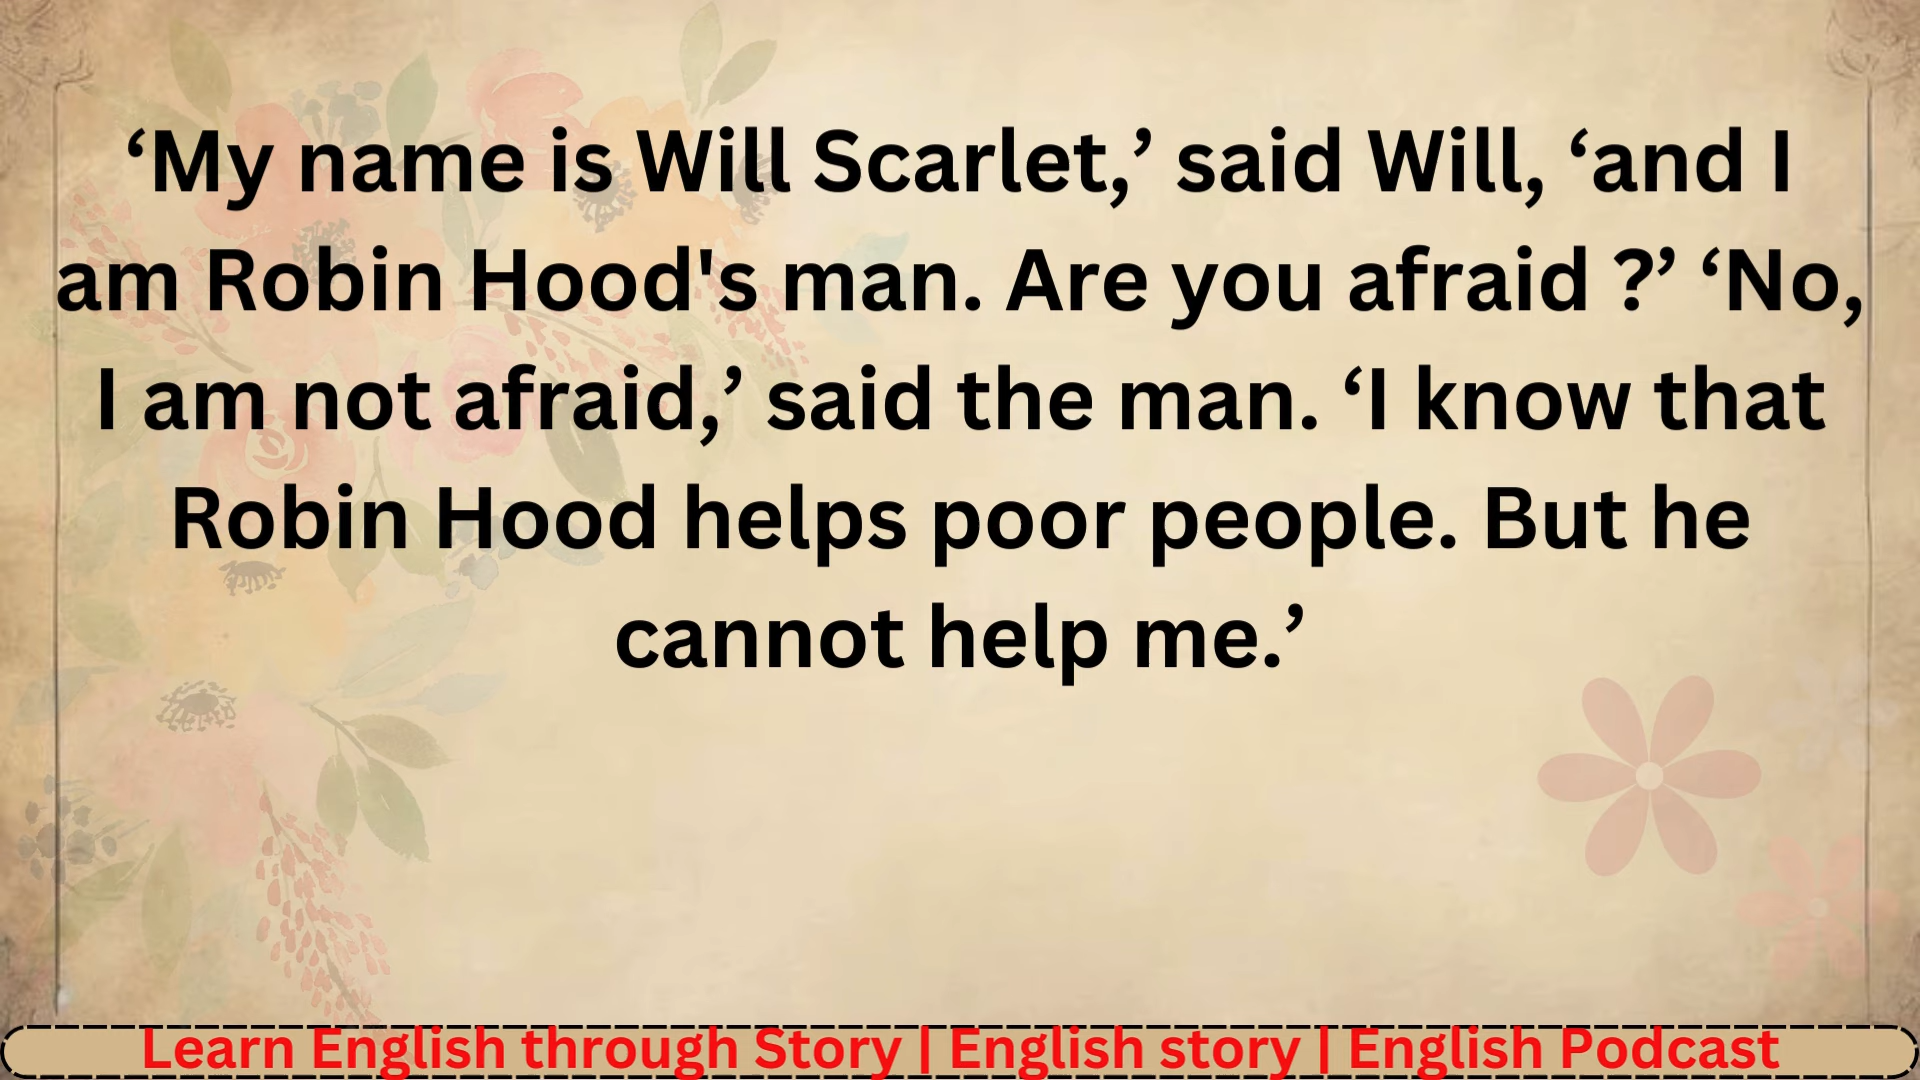 ‘My name is Will Scarlet,’ said Will, ‘and I
am Robin Hood's man. Are you afraid ?’ ‘No,
I am not afraid,’ said the man. ‘I know that
Robin Hood helps poor people. But he
cannot help me.’
Learn English through Story | English story | English Podcast